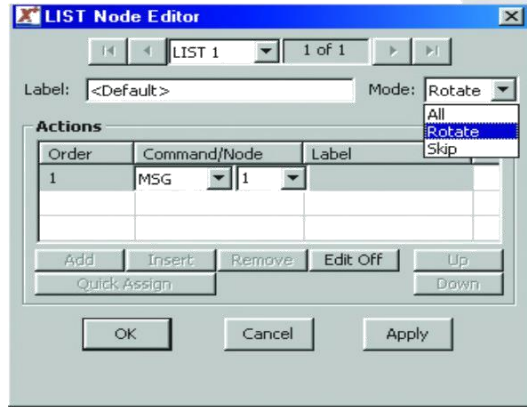 LIST Node Editor
LIST 1 1 of 1
Label: <Default> Mode: Rotate
All
Rotate
Skip
Actions
Order Command/Node Label
1 MSG 1
Add Insert Remove Edit Off Up
Quick Assign Down
OK Cancel Apply